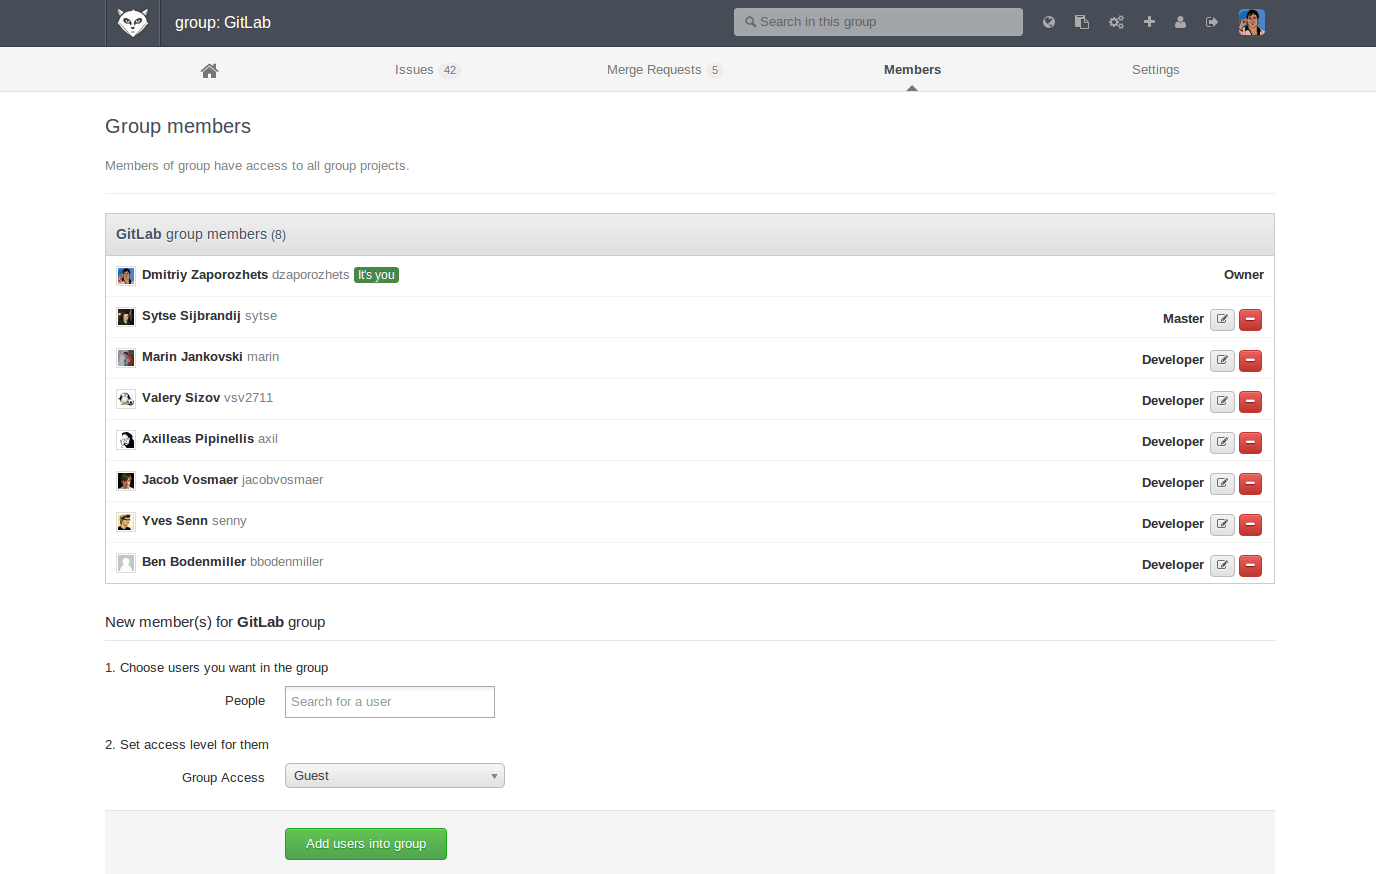 group: GitLab
Search in this group
Issues 42
Merge Requests 5
Members
Settings
Group members
Members of group have access to all group projects.
GitLab group members (8)
Dmitriy Zaporozhets dzaporozhets It's you Owner
Sytse Sijbrandij sytse Master
Marin Jankovski marin Developer
Valery Sizov vsv2711 Developer
Axilleas Pipinellis axil Developer
Jacob Vosmaer jacobvosmaer Developer
Yves Senn senny Developer
Ben Bodenmiller bbodenmiller Developer
New member(s) for GitLab group
1. Choose users you want in the group
People Search for a user
2. Set access level for them
Group Access Guest
Add users into group